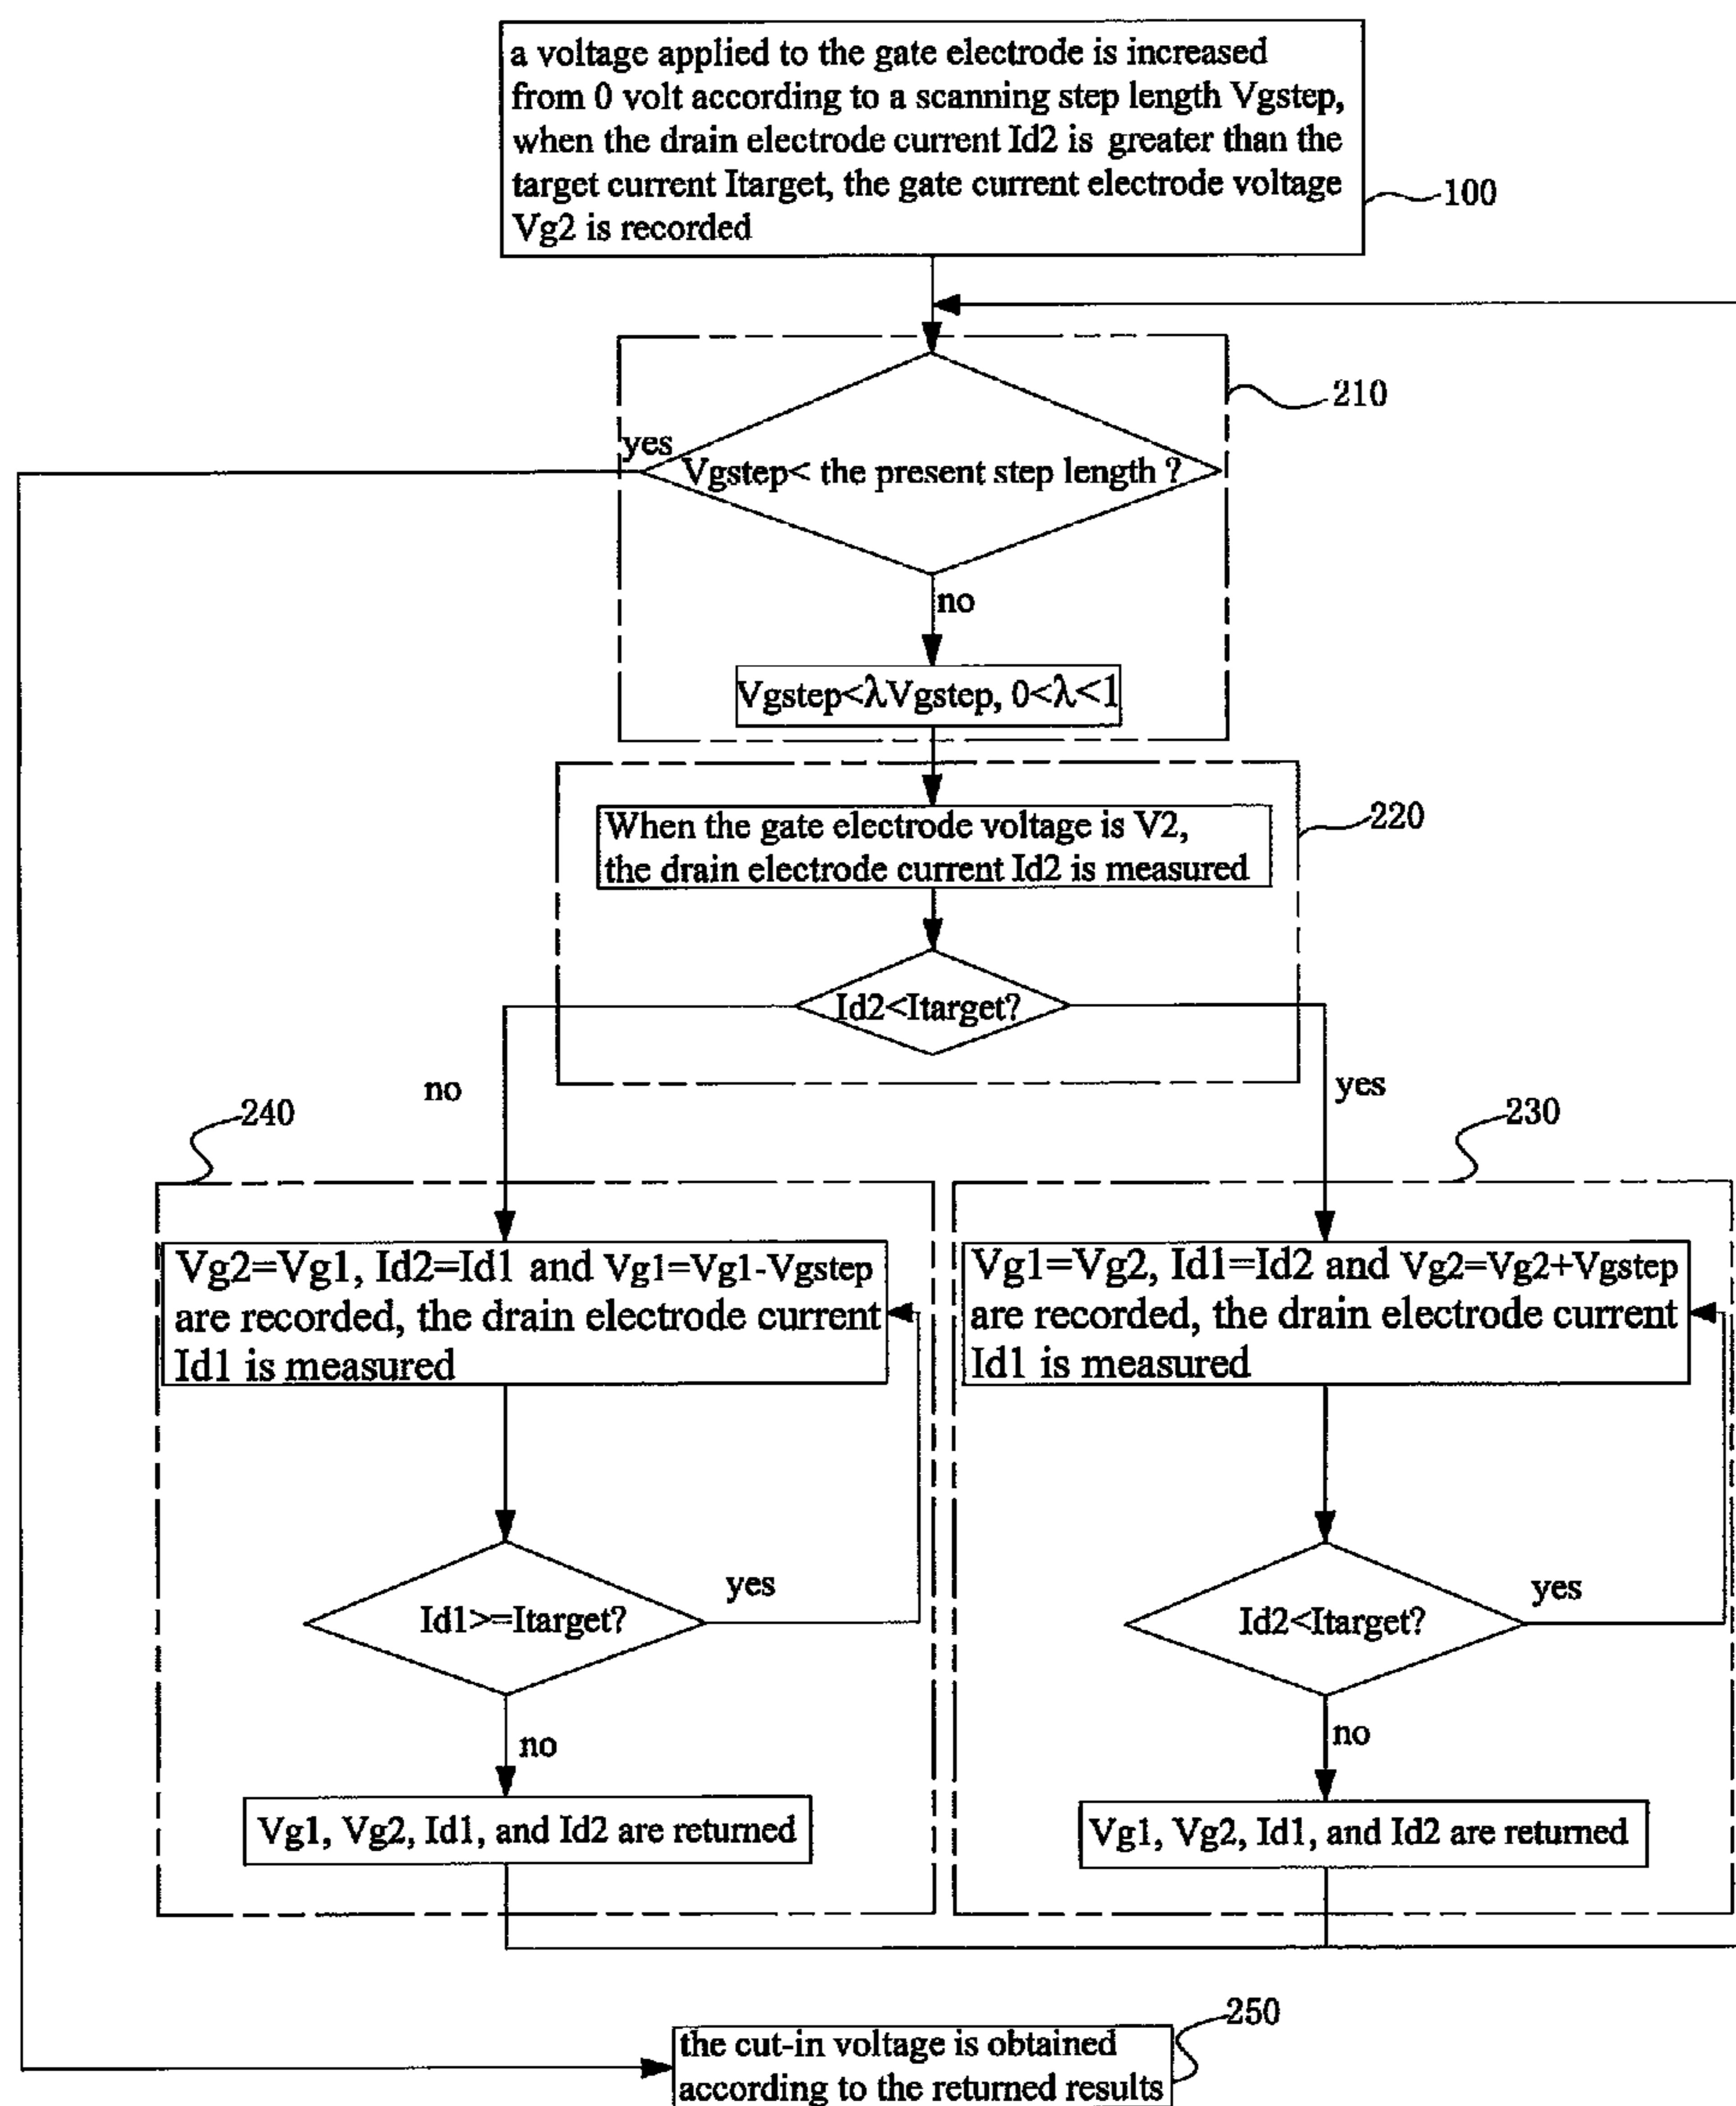 a voltage applied to the gate electrode is increased
from 0 volt according to a scanning step length Vgstep,
when the drain electrode current Id2 is greater than the
target current Itarget, the gate current electrode voltage
Vg2 is recorded
100
210
yes
Vgstep< the present step length ?
no
Vgstep<λVgstep, 0<λ<1
220
When the gate electrode voltage is V2,
the drain electrode current Id2 is measured
Id2<Itarget?
no
yes
240
230
Vg2=Vg1, Id2=Id1 and Vg1=Vg1-Vgstep
are recorded, the drain electrode current
Id1 is measured
Vg1=Vg2, Id1=Id2 and Vg2=Vg2+Vgstep
are recorded, the drain electrode current
Id1 is measured
Id1>=Itarget?
yes
Id2<Itarget?
yes
no
no
Vg1, Vg2, Id1, and Id2 are returned
Vg1, Vg2, Id1, and Id2 are returned
250
the cut-in voltage is obtained
according to the returned results